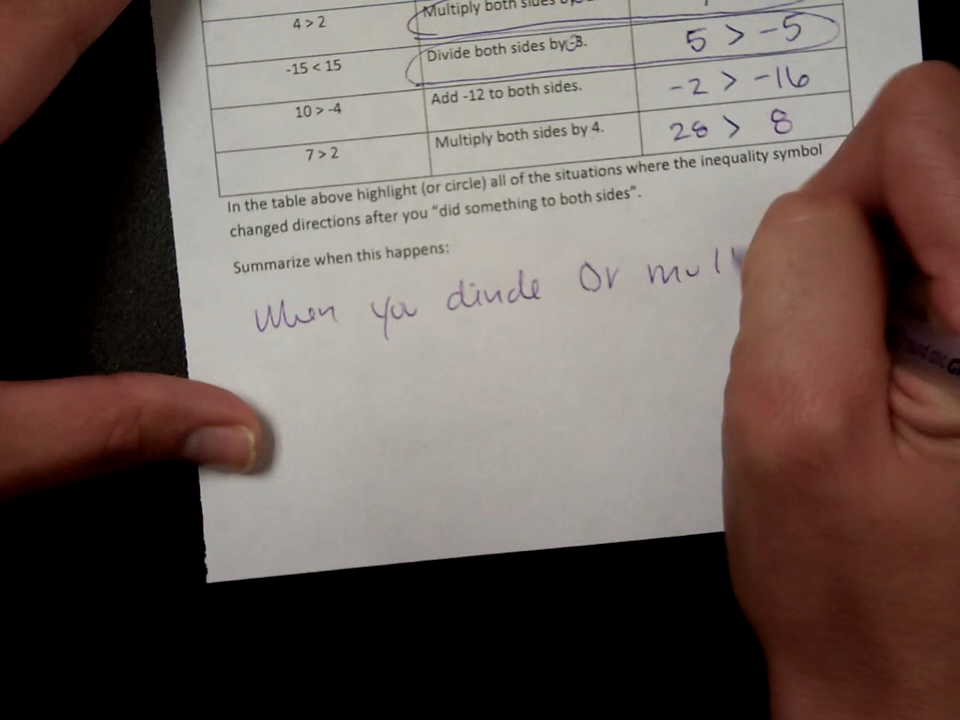 4 > 2 Multiply both sides
-15 < 15 Divide both sides by -3. 5 > -5
10 > -4 Add -12 to both sides. -2 > -16
7 > 2 Multiply both sides by 4. 28 > 8
In the table above highlight (or circle) all of the situations where the inequality symbol
changed directions after you “did something to both sides”.
Summarize when this happens:
When you divide or mul